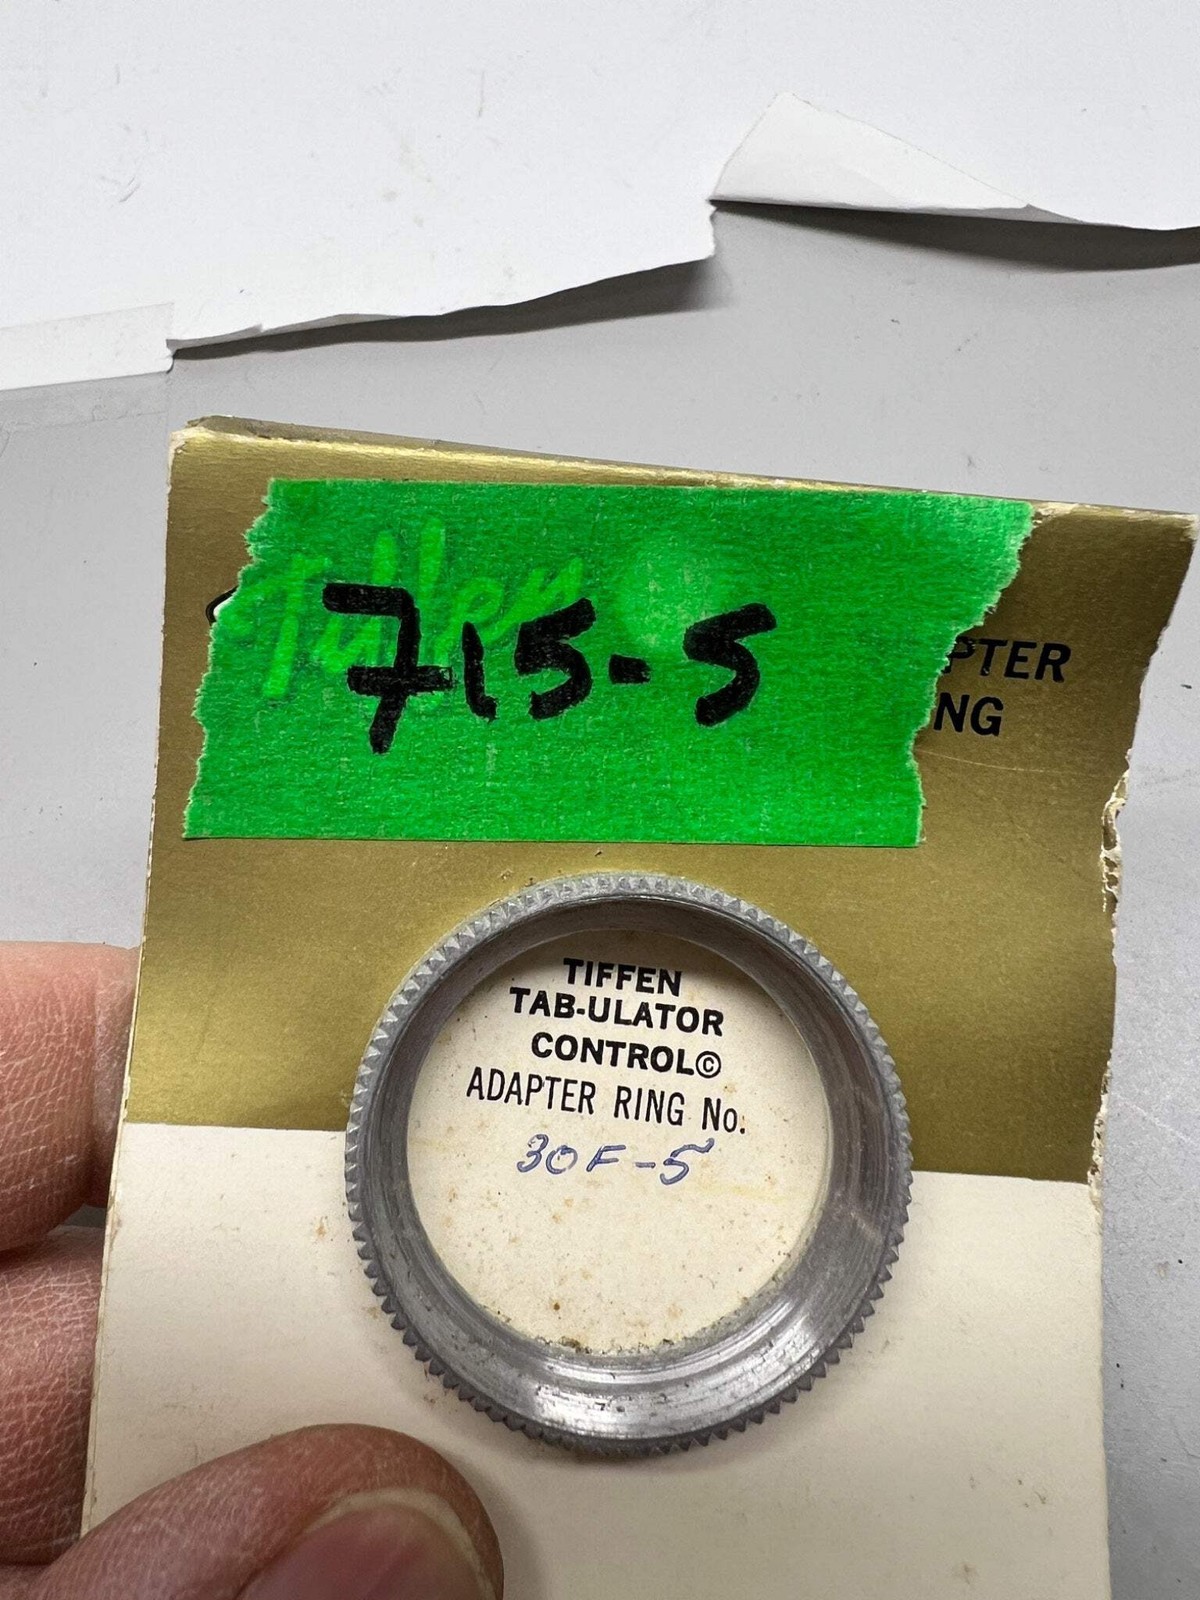 Tiffen
715-5
PTER
NG
TIFFEN
TAB-ULATOR
CONTROL©
ADAPTER RING No.
30F-5